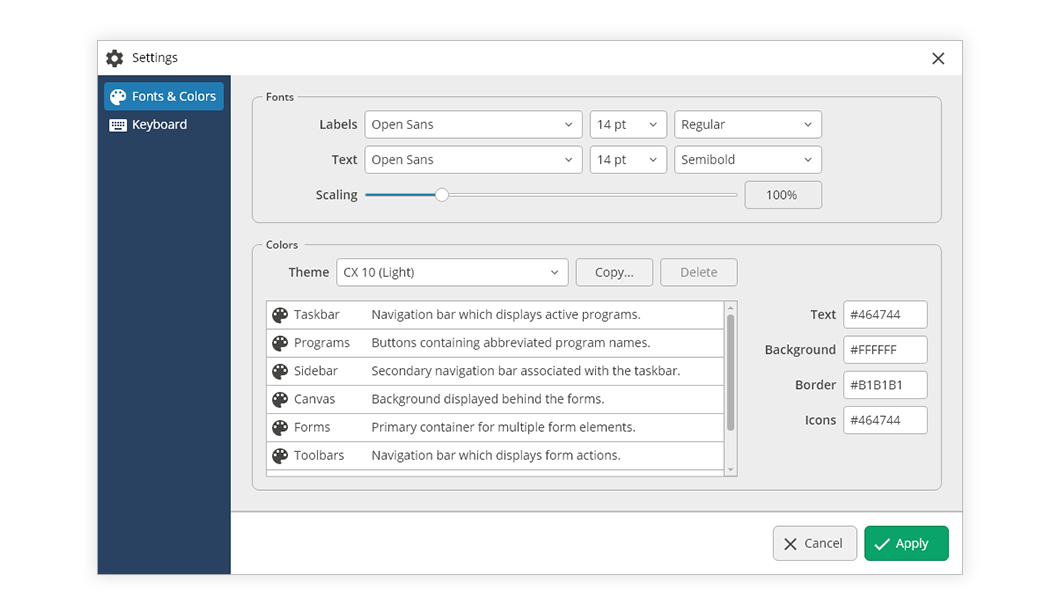 Settings
Fonts & Colors
Keyboard
Fonts
Labels Open Sans 14 pt Regular
Text Open Sans 14 pt Semibold
Scaling 100%
Colors
Theme CX 10 (Light) Copy... Delete
Taskbar Navigation bar which displays active programs.
Programs Buttons containing abbreviated program names.
Sidebar Secondary navigation bar associated with the taskbar.
Canvas Background displayed behind the forms.
Forms Primary container for multiple form elements.
Toolbars Navigation bar which displays form actions.
Text #464744
Background #FFFFFF
Border #B1B1B1
Icons #464744
Cancel Apply